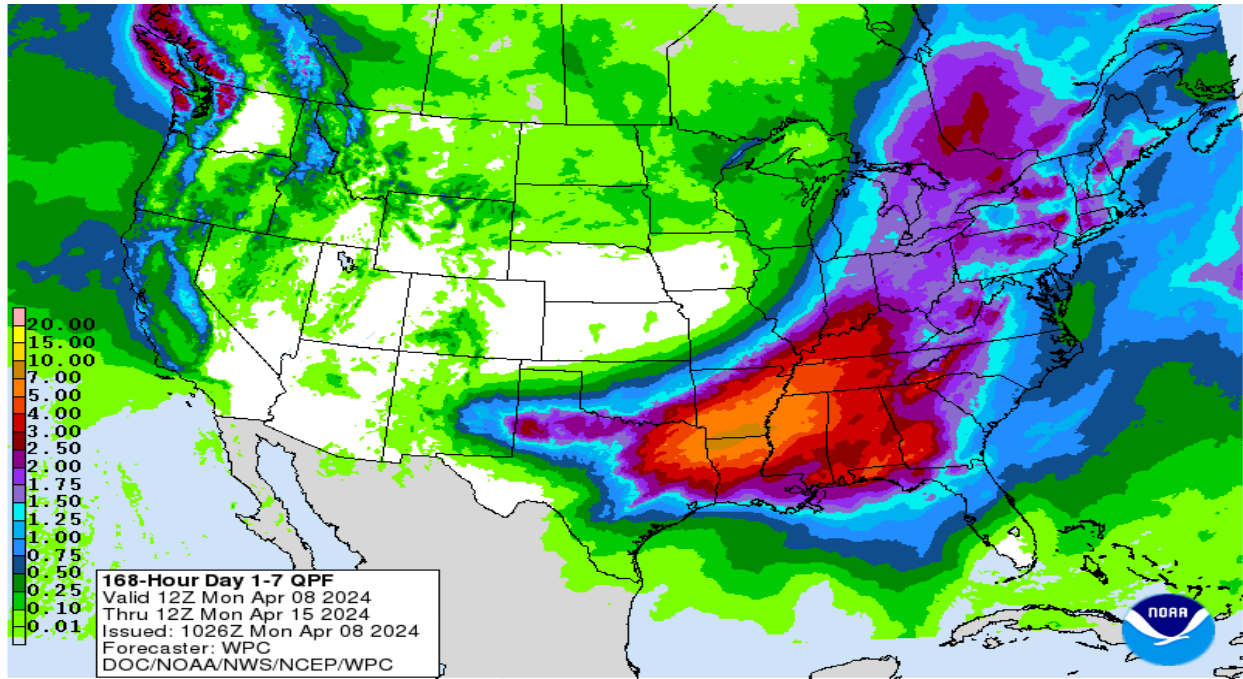 20.00
15.00
10.00
7.00
5.00
4.00
3.00
2.50
2.00
1.75
1.50
1.25
1.00
0.75
0.50
0.25
0.10
0.01
168-Hour Day 1-7 QPF
Valid 12Z Mon Apr 08 2024
Thru 12Z Mon Apr 15 2024
Issued: 1026Z Mon Apr 08 2024
Forecaster: WPC
DOC/NOAA/NWS/NCEP/WPC
NOAA